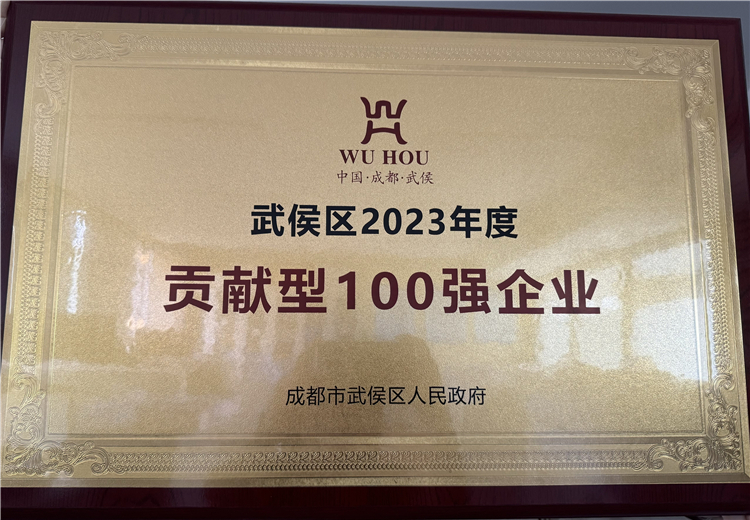 WU HOU
中国·成都·武侯
武侯区2023年度
贡献型100强企业
成都市武侯区人民政府